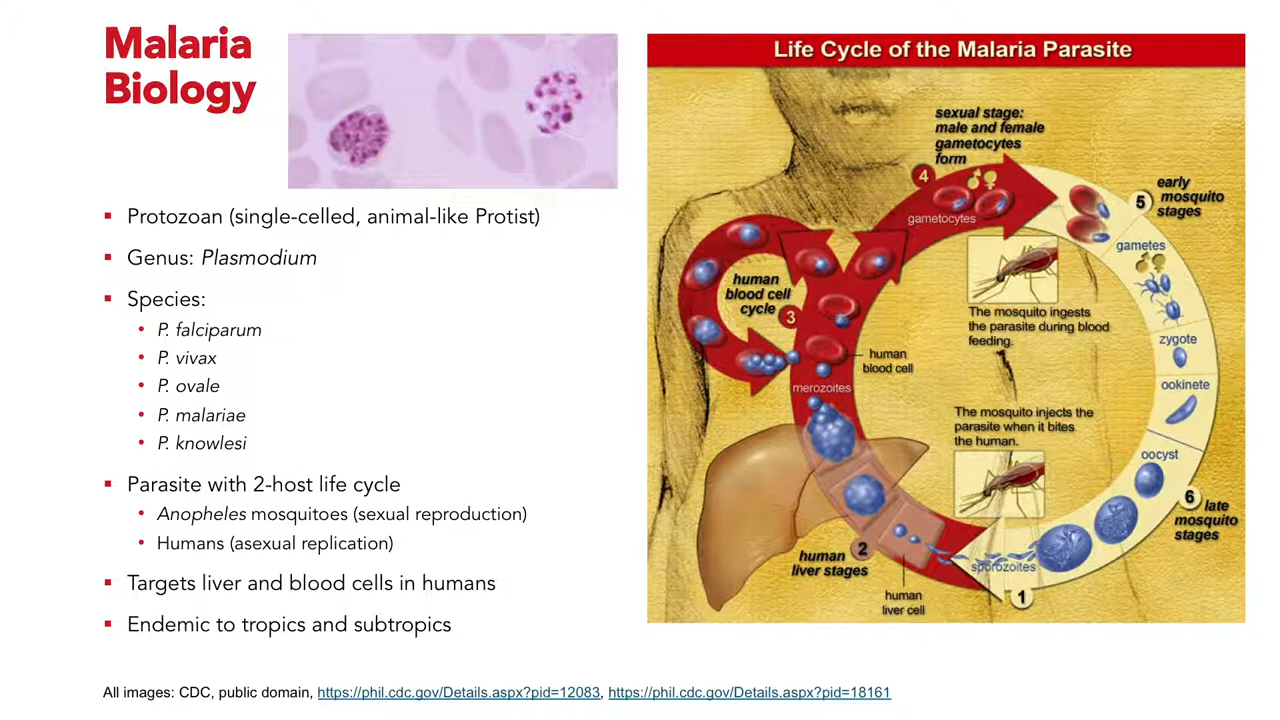 Malaria
Biology
▪ Protozoan (single-celled, animal-like Protist)
▪ Genus: Plasmodium
▪ Species:
• P. falciparum
• P. vivax
• P. ovale
• P. malariae
• P. knowlesi
▪ Parasite with 2-host life cycle
• Anopheles mosquitoes (sexual reproduction)
• Humans (asexual replication)
▪ Targets liver and blood cells in humans
▪ Endemic to tropics and subtropics
Life Cycle of the Malaria Parasite
sexual stage:
male and female
gametocytes
form
4
gametocytes
5
early
mosquito
stages
gametes
zygote
ookinete
oocyst
6
late
mosquito
stages
human
blood cell
cycle
3
The mosquito ingests
the parasite during blood
feeding.
human
blood cell
merozoites
The mosquito injects the
parasite when it bites
the human.
2
human
liver stages
human
liver cell
sporozoites
1
All images: CDC, public domain, https://phil.cdc.gov/Details.aspx?pid=12083, https://phil.cdc.gov/Details.aspx?pid=18161